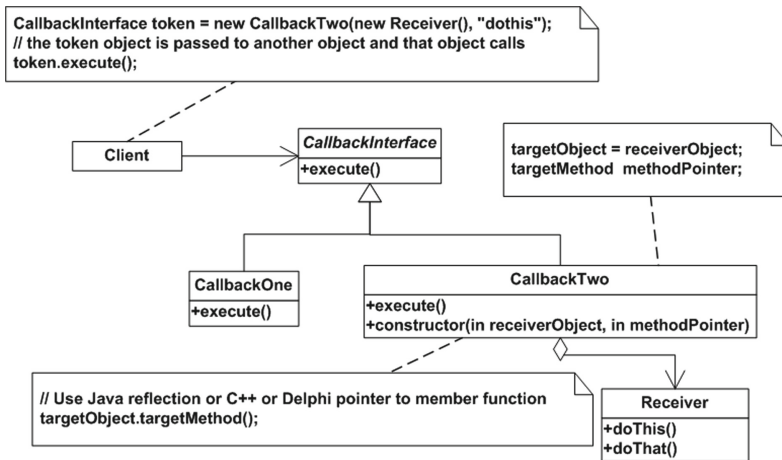 CallbackInterface token = new CallbackTwo(new Receiver(), "dothis");
// the token object is passed to another object and that object calls
token.execute();
Client
CallbackInterface
+execute()
targetObject = receiverObject;
targetMethod methodPointer;
CallbackOne
+execute()
CallbackTwo
+execute()
+constructor(in receiverObject, in methodPointer)
// Use Java reflection or C++ or Delphi pointer to member function
targetObject.targetMethod();
Receiver
+doThis()
+doThat()